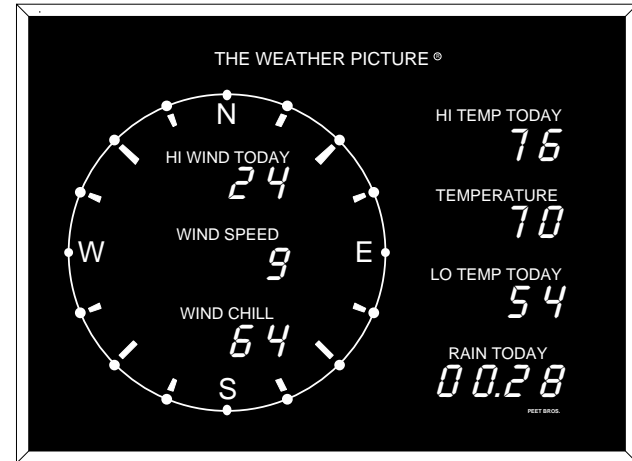 THE WEATHER PICTURE ®
N
HI WIND TODAY
24
W
WIND SPEED
9
E
WIND CHILL
64
S
HI TEMP TODAY
76
TEMPERATURE
70
LO TEMP TODAY
54
RAIN TODAY
00.28
PEET BROS.